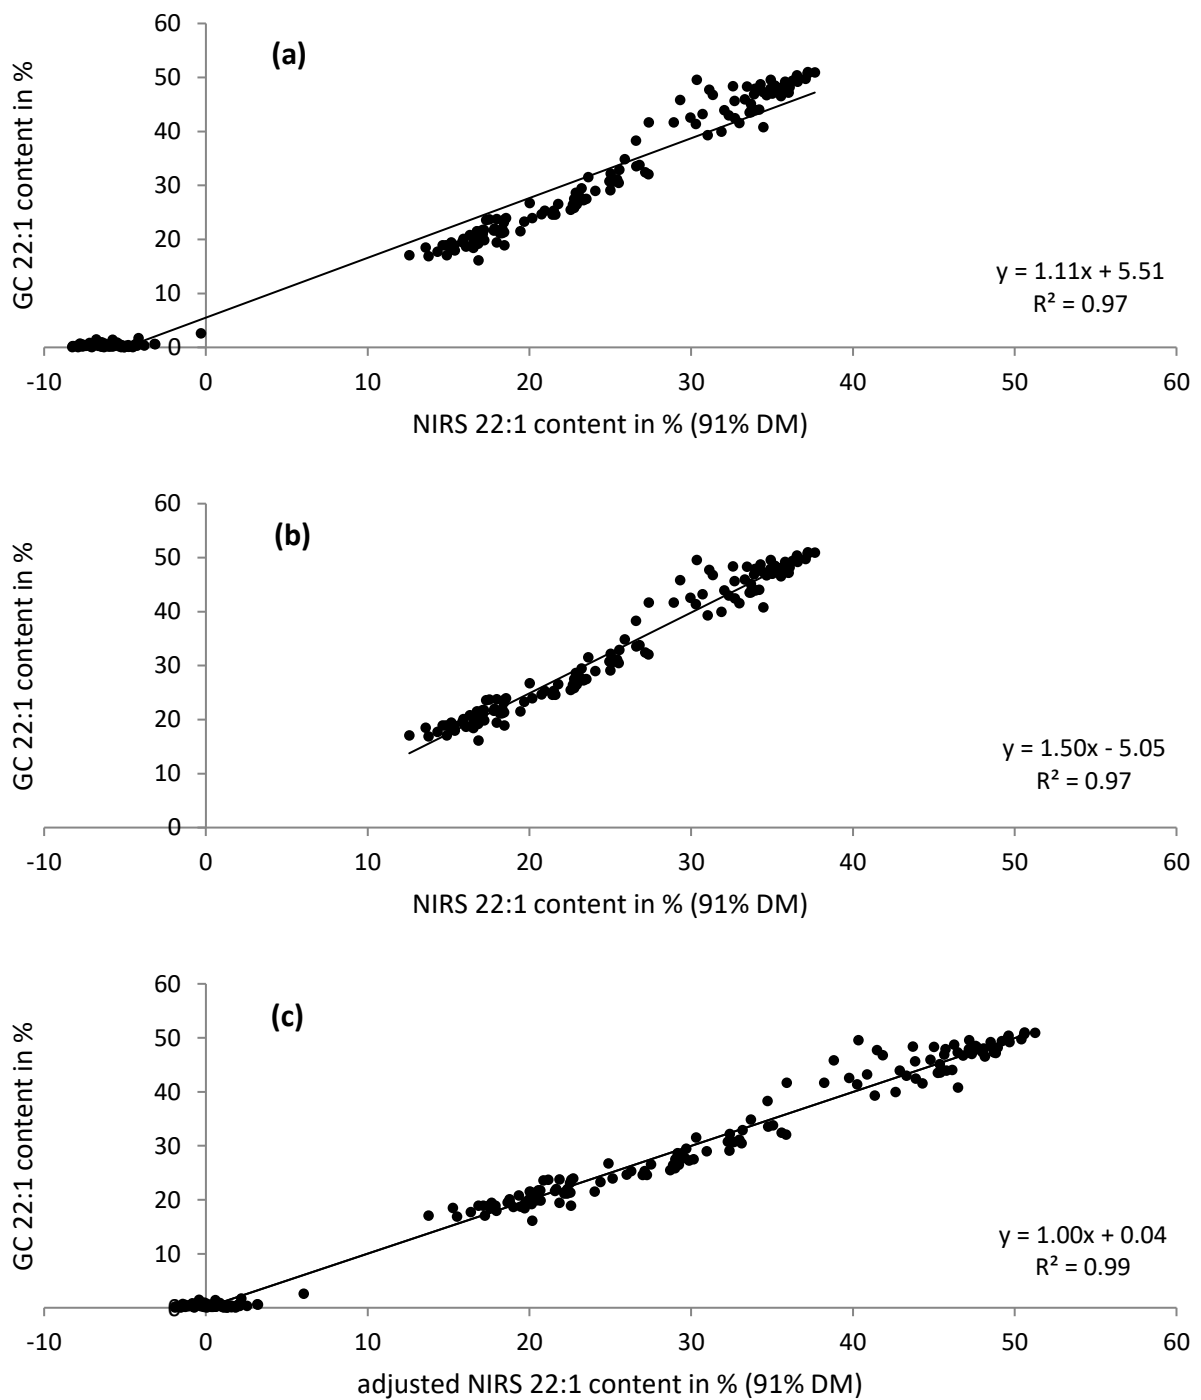 60
(a)
50
40
30
20
10
0
GC 22:1 content in %
y = 1.11x + 5.51
R² = 0.97
-10 0 10 20 30 40 50 60
NIRS 22:1 content in % (91% DM)
60
(b)
50
40
30
20
10
0
GC 22:1 content in %
y = 1.50x - 5.05
R² = 0.97
-10 0 10 20 30 40 50 60
NIRS 22:1 content in % (91% DM)
60
(c)
50
40
30
20
10
0
GC 22:1 content in %
y = 1.00x + 0.04
R² = 0.99
-10 0 10 20 30 40 50 60
adjusted NIRS 22:1 content in % (91% DM)